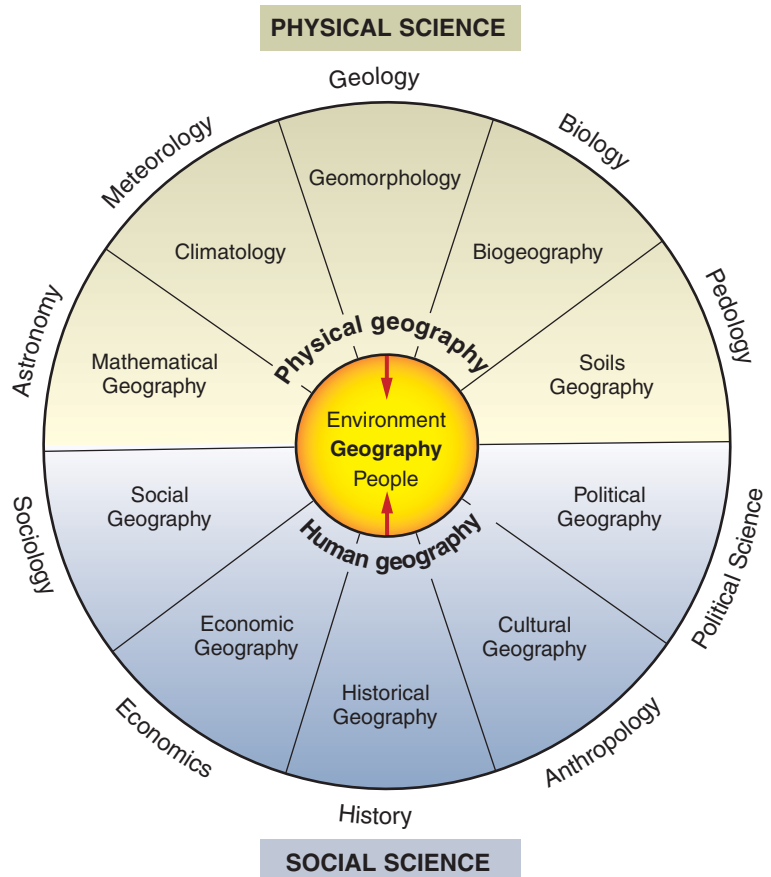 PHYSICAL SCIENCE
Geology
Meteorology
Biology
Geomorphology
Climatology
Biogeography
Astronomy
Pedology
Physical geography
Mathematical
Geography
Soils
Geography
Environment
Geography
People
Social
Geography
Political
Geography
Sociology
Human geography
Political Science
Economic
Geography
Cultural
Geography
Historical
Geography
Economics
Anthropology
History
SOCIAL SCIENCE